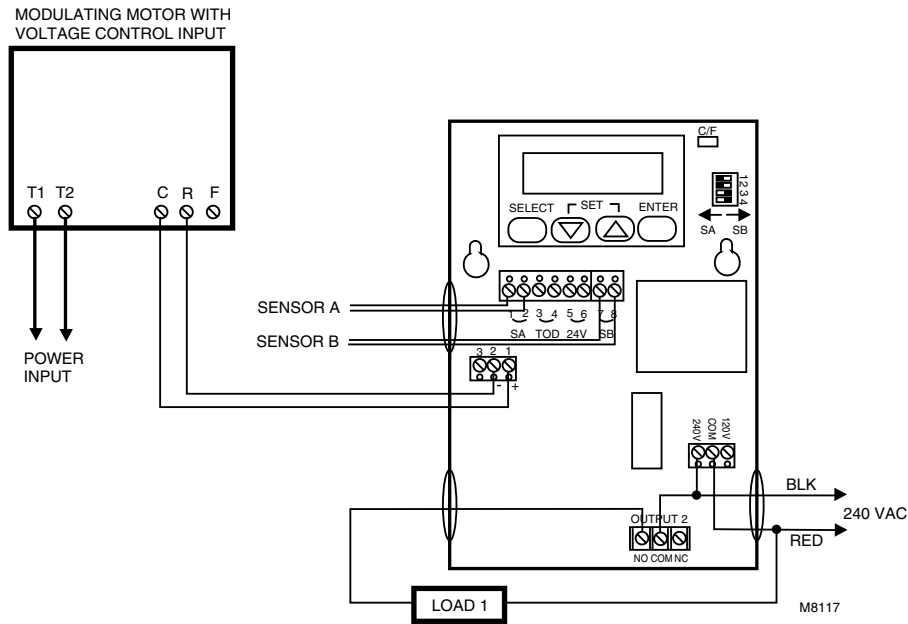 MODULATING MOTOR WITH
VOLTAGE CONTROL INPUT
T1 T2 C R F
POWER
INPUT
C/F
1 2 3 4
SELECT SET ENTER
SA SB
SENSOR A
SENSOR B
1 2 3 4 5 6 7 8
SA TOD 24V SB
3 2 1
- +
240V COM 120V
BLK
240 VAC
RED
OUTPUT 2
NO COM NC
LOAD 1
M8117